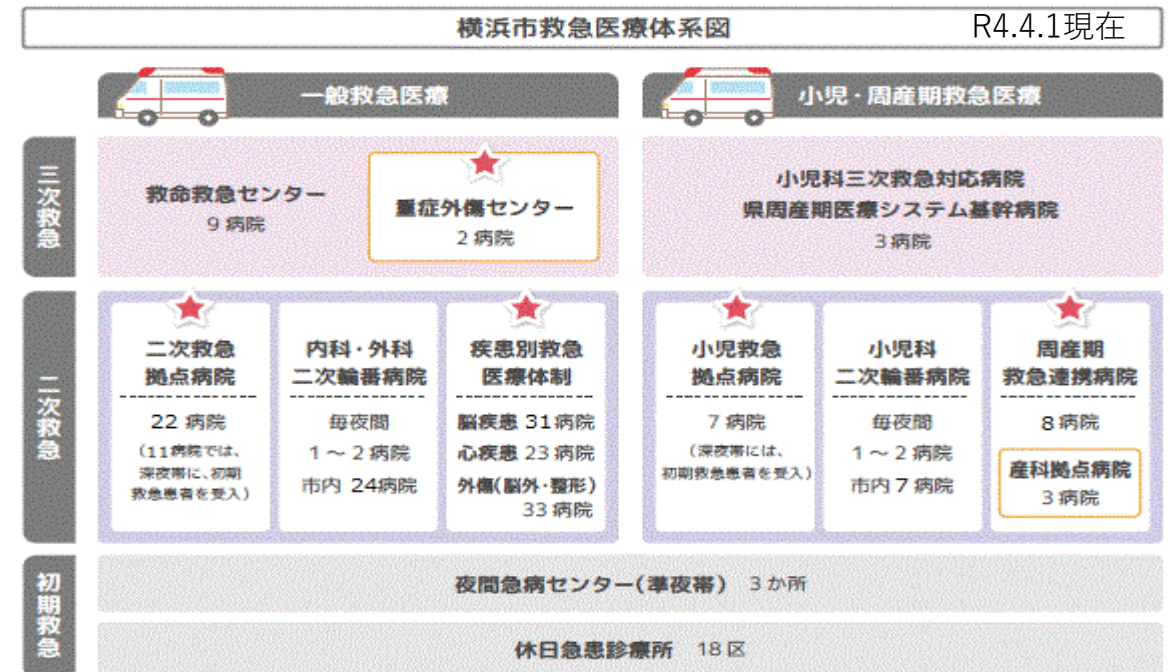 横浜市救急医療体系図
R4.4.1現在
一般救急医療
小児・周産期救急医療
三次救急
救命救急センター
9 病院
重症外傷センター
2 病院
小児科三次救急対応病院
県周産期医療システム基幹病院
3 病院
二次救急
二次救急
拠点病院
22 病院
(11病院では、
深夜帯に、初期
救急患者を受入)
内科・外科
二次輪番病院
毎夜間
1～2 病院
市内 24病院
疾患別救急
医療体制
脳疾患 31 病院
心疾患 23 病院
外傷(脳外・整形)
33 病院
小児救急
拠点病院
7 病院
(深夜帯には、
初期救急患者を受入)
小児科
二次輪番病院
毎夜間
1～2 病院
市内 7 病院
周産期
救急連携病院
8 病院
産科拠点病院
3 病院
初期救急
夜間急病センター(準夜帯) 3 か所
休日急患診療所 18 区